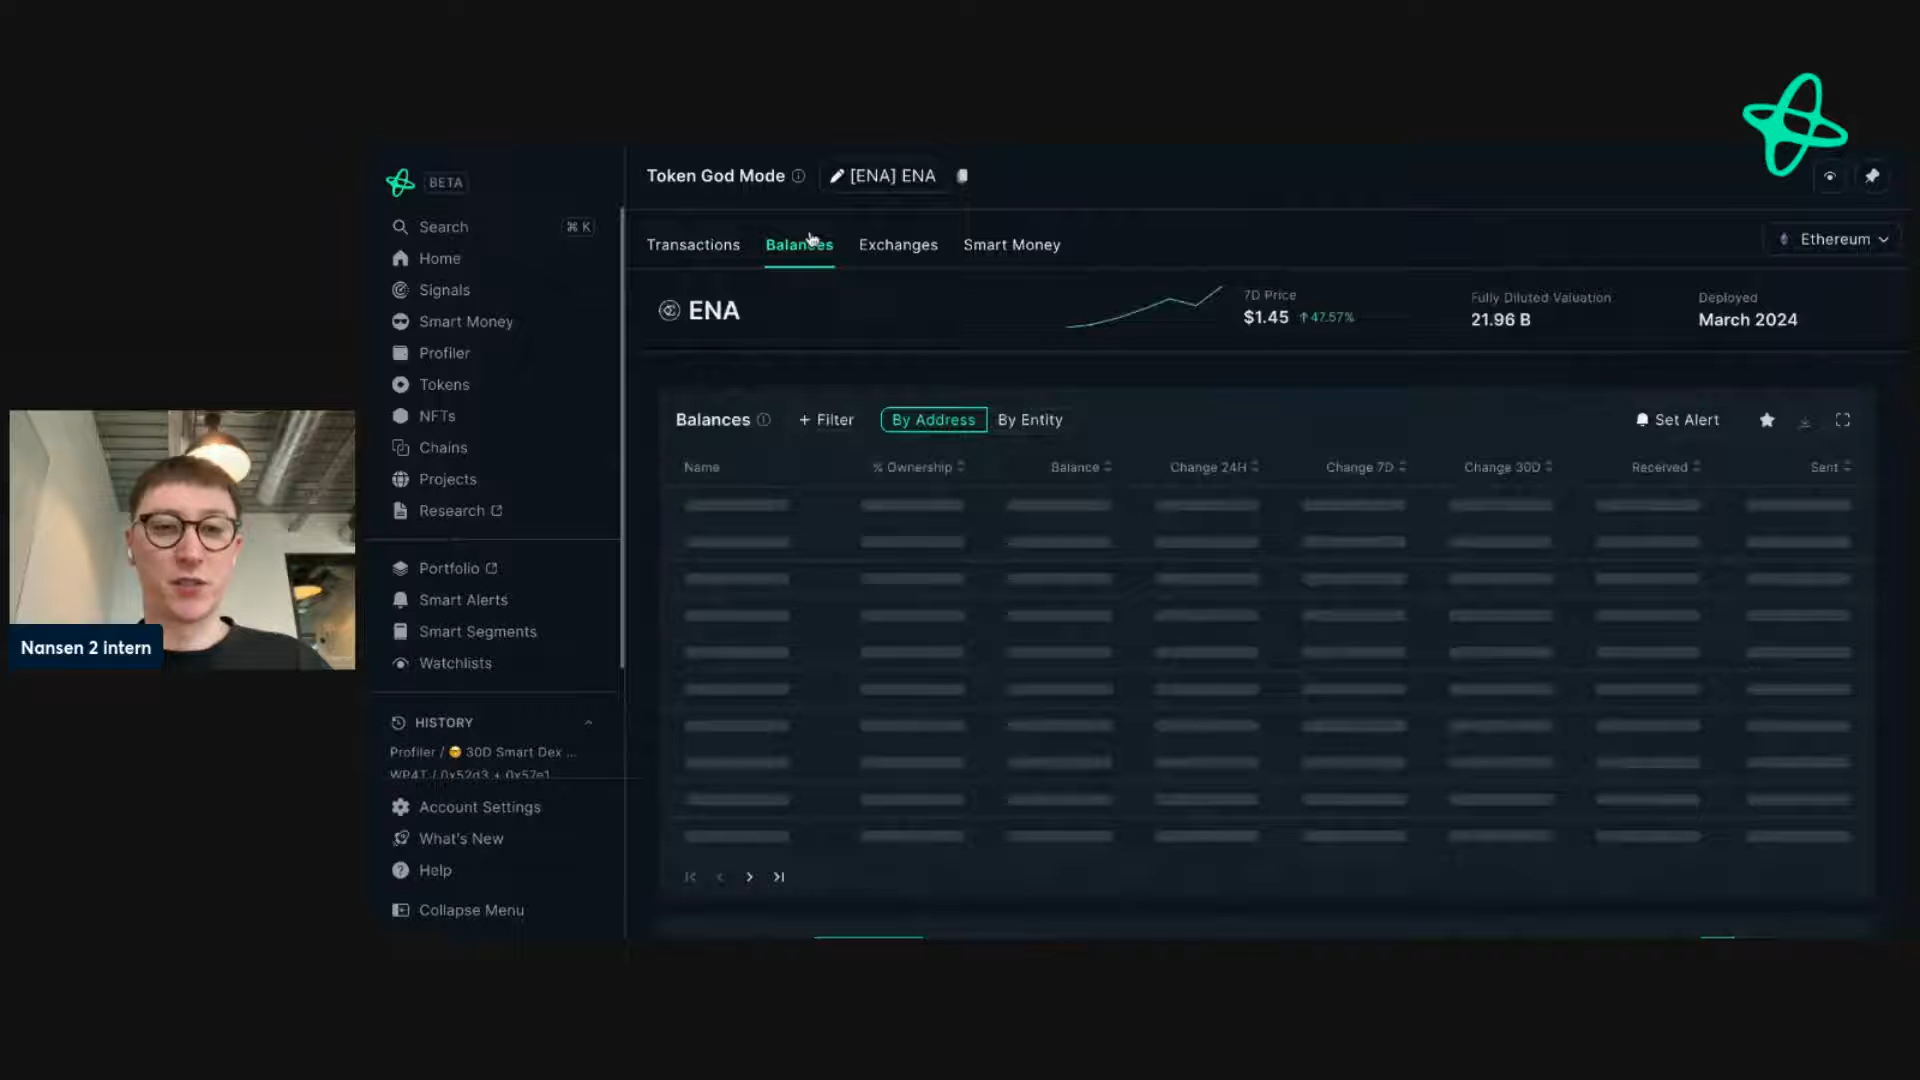 BETA
Search ⌘ K
Home
Signals
Smart Money
Profiler
Tokens
NFTs
Chains
Projects
Research
Portfolio
Smart Alerts
Smart Segments
Watchlists
HISTORY
Profiler / 🤓 30D Smart Dex ...
WP4T / 0x52d3 + 0x57e1
Account Settings
What's New
Help
Collapse Menu
Token God Mode [ENA] ENA
Transactions Balances Exchanges Smart Money
Ethereum
ENA
7D Price
$1.45 ↑47.57%
Fully Diluted Valuation
21.96 B
Deployed
March 2024
Balances + Filter By Address By Entity
Set Alert
Name % Ownership Balance Change 24H Change 7D Change 30D Received Sent
Nansen 2 intern